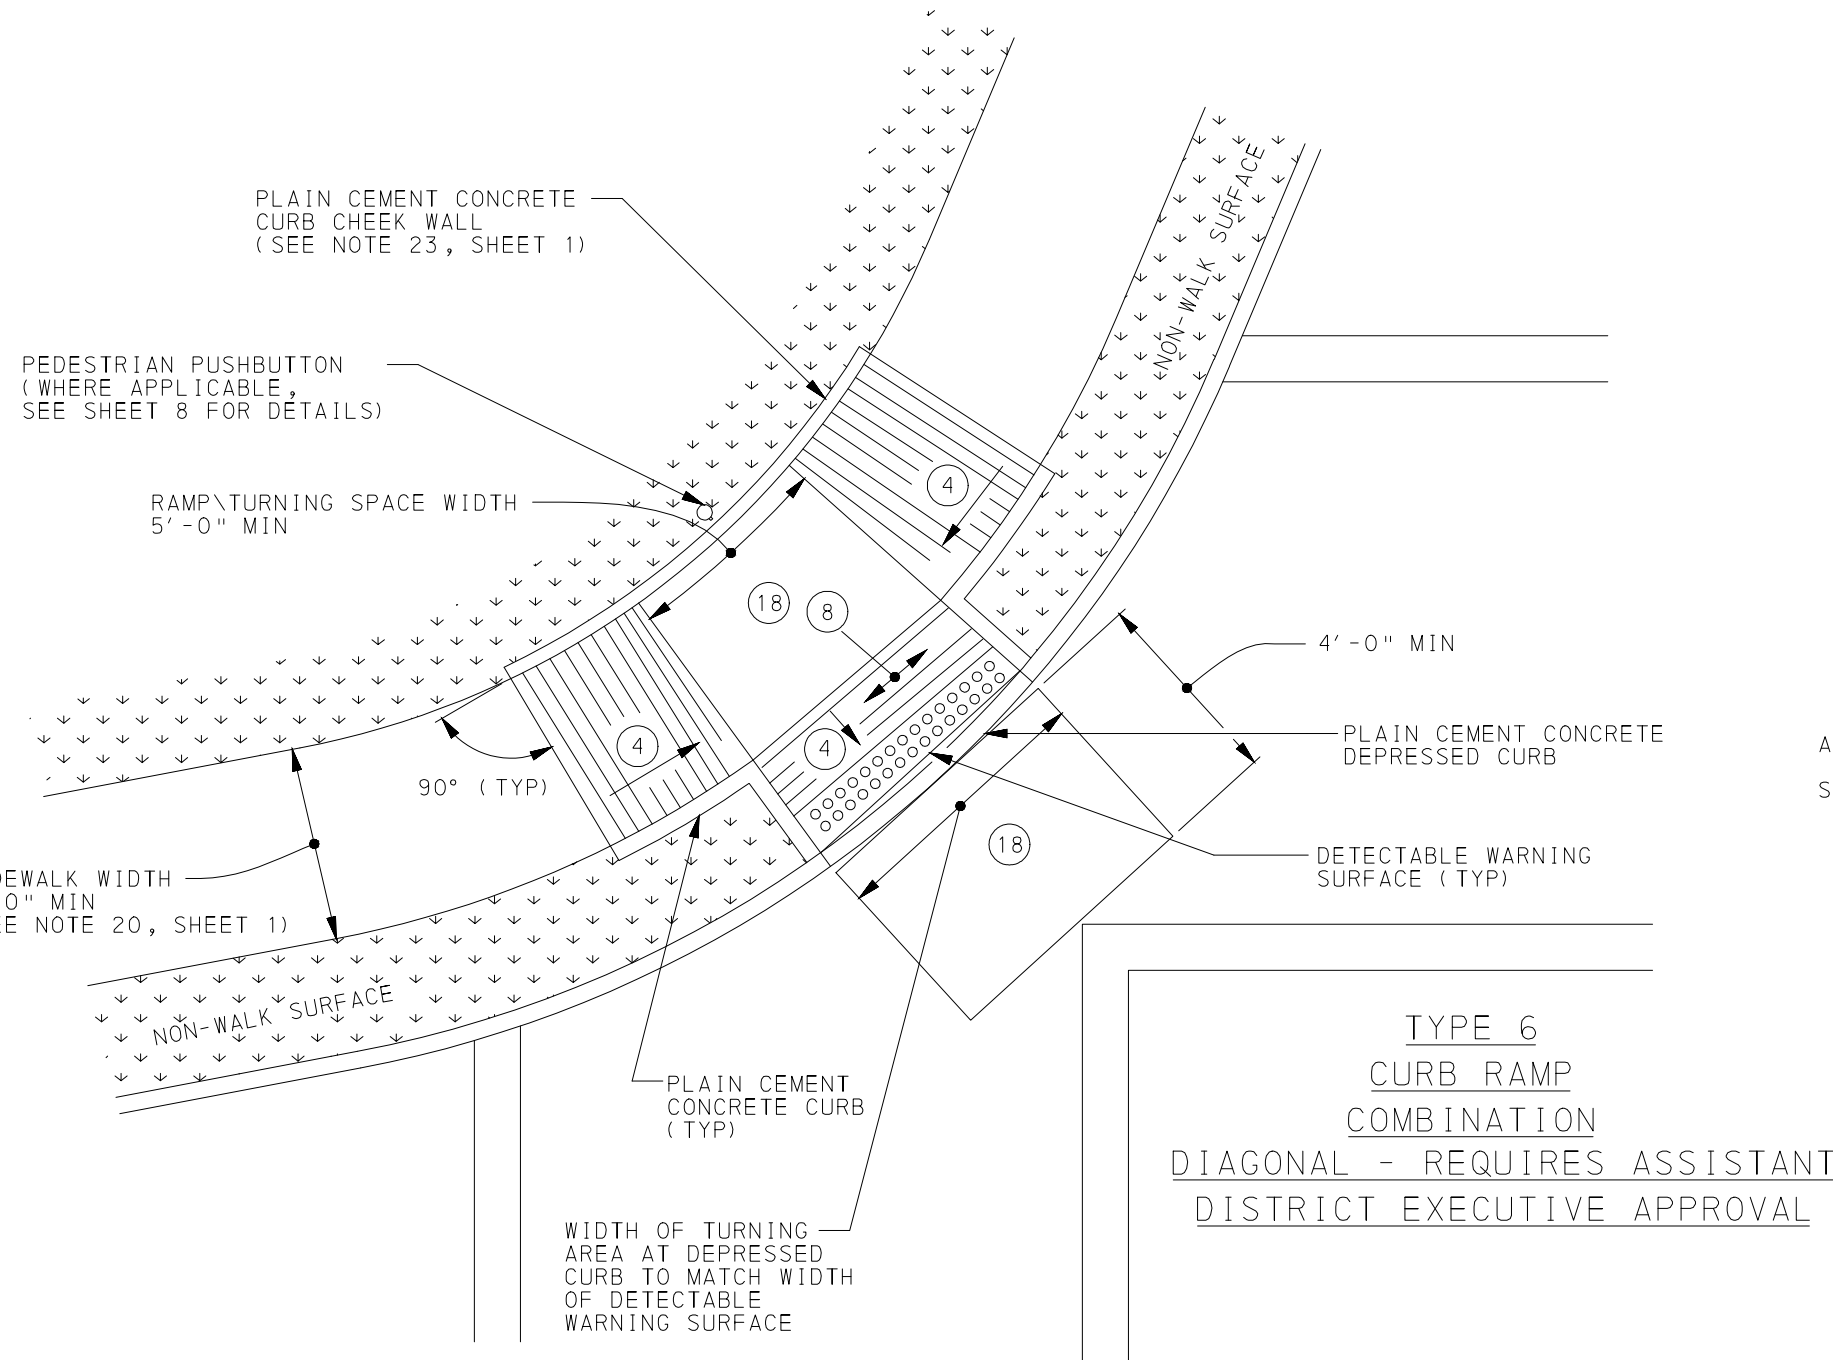 PLAIN CEMENT CONCRETE
CURB CHEEK WALL
(SEE NOTE 23, SHEET 1)
PEDESTRIAN PUSHBUTTON
(WHERE APPLICABLE,
SEE SHEET 8 FOR DETAILS)
RAMP\TURNING SPACE WIDTH
5'-0" MIN
NON-WALK SURFACE
4
18
8
4'-0" MIN
PLAIN CEMENT CONCRETE
DEPRESSED CURB
4
4
90° (TYP)
DEWALK WIDTH
0" MIN
EE NOTE 20, SHEET 1)
18
DETECTABLE WARNING
SURFACE (TYP)
NON-WALK SURFACE
PLAIN CEMENT
CONCRETE CURB
(TYP)
WIDTH OF TURNING
AREA AT DEPRESSED
CURB TO MATCH WIDTH
OF DETECTABLE
WARNING SURFACE
TYPE 6
CURB RAMP
COMBINATION
DIAGONAL - REQUIRES ASSISTANT
DISTRICT EXECUTIVE APPROVAL
A
S